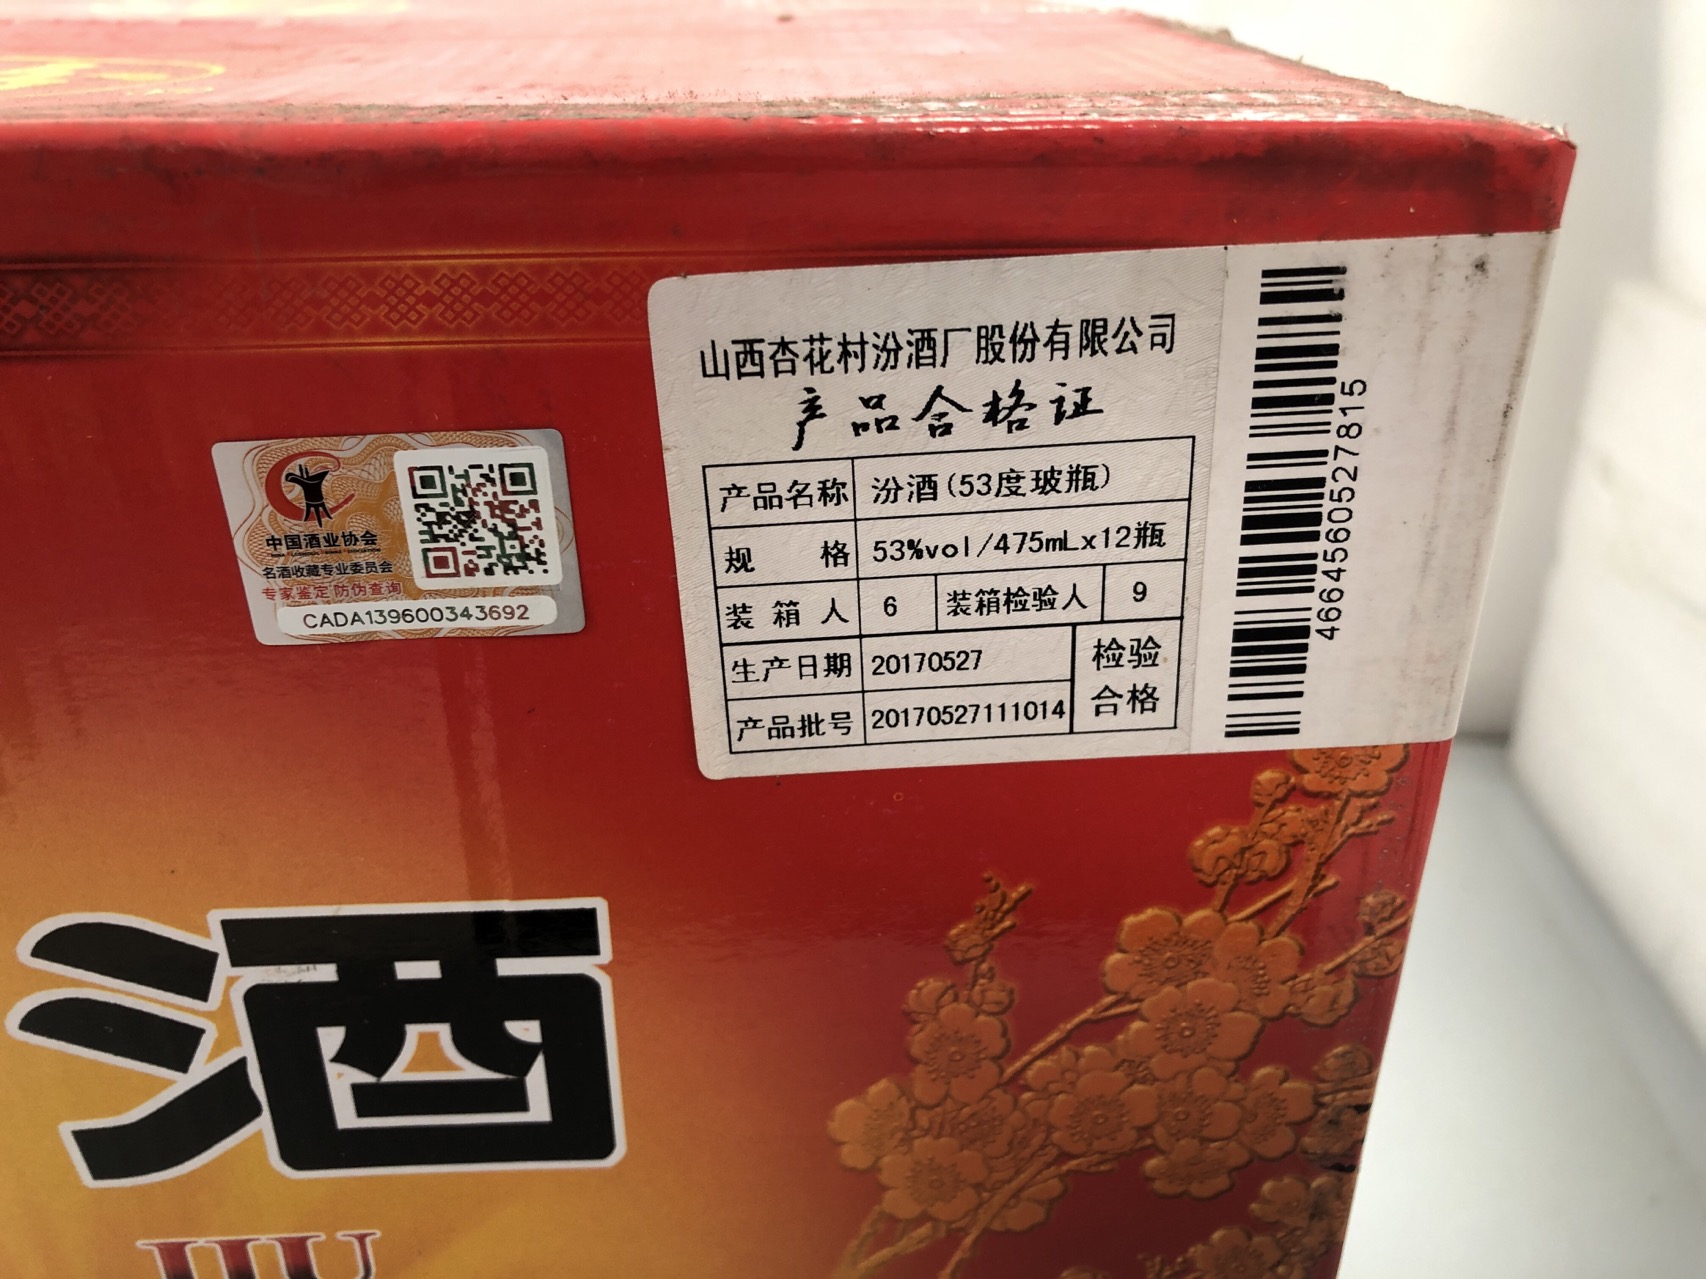 山西杏花村汾酒厂股份有限公司
产品合格证
产品名称 汾酒(53度玻瓶)
规格 53%vol/475mLx12瓶
装箱人 6 装箱检验人 9
生产日期 20170527
产品批号 20170527111014
检验
合格
46645605278​15
中国酒业协会
名酒收藏专业委员会
专家鉴定 防伪查询
CADA139600343692
酒
JIU